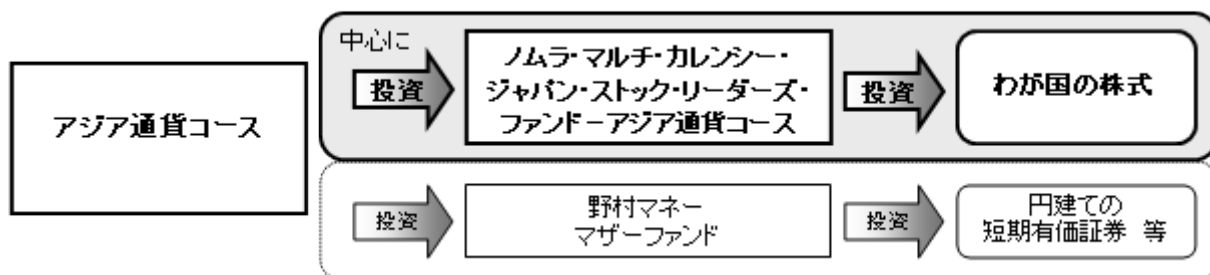 アジア通貨コース
中心に
投資
ノムラ・マルチ・カレンシー・
ジャパン・ストック・リーダーズ・
ファンド－アジア通貨コース
投資
わが国の株式
投資
野村マネー
マザーファンド
投資
円建ての
短期有価証券 等